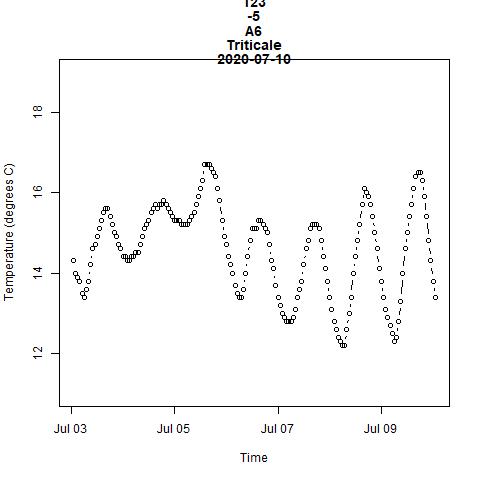 123
-5
A6
Triticale
2020-07-10
Temperature (degrees C)
18
16
14
12
Jul 03 Jul 05 Jul 07 Jul 09
Time